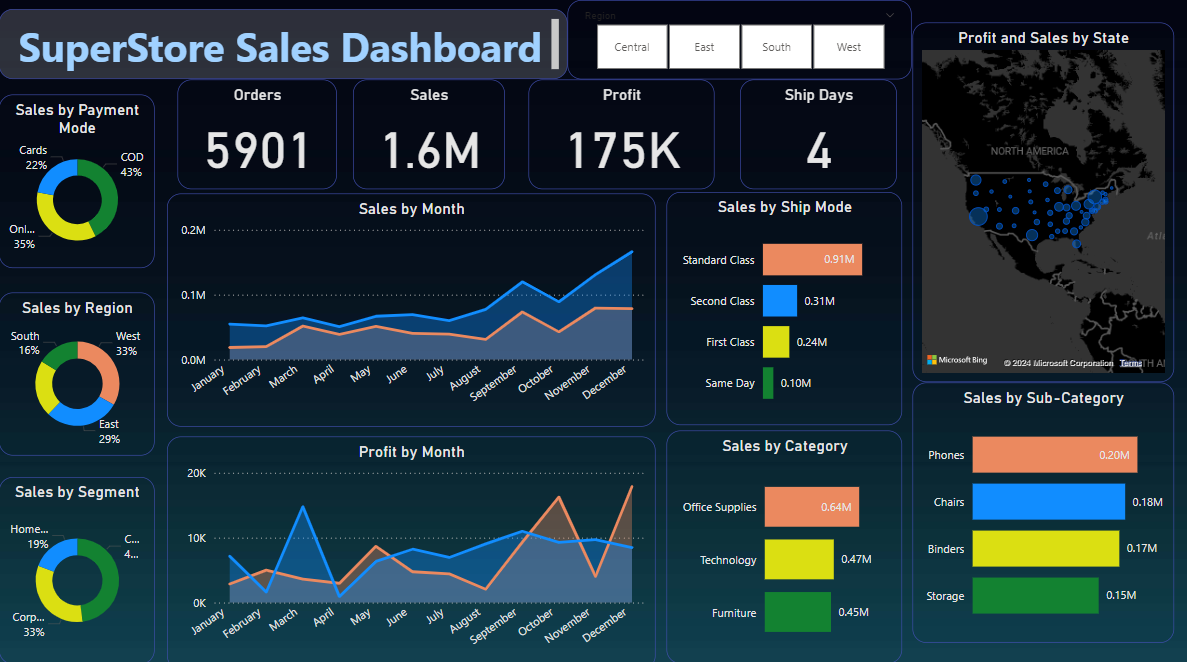 SuperStore Sales Dashboard
Region
Central
East
South
West
Sales by Payment
Mode
Cards
22%
COD
43%
Onl...
35%
Orders
5901
Sales
1.6M
Profit
175K
Ship Days
4
Profit and Sales by State
NORTH AMERICA
Atl
Microsoft Bing
© 2024 Microsoft Corporation
Terms
TH A
Sales by Month
0.2M
0.1M
0.0M
January
February
March
April
May
June
July
August
September
October
November
December
Sales by Ship Mode
Standard Class
0.91M
Second Class
0.31M
First Class
0.24M
Same Day
0.10M
Sales by Region
South
16%
West
33%
East
29%
Profit by Month
20K
10K
0K
January
February
March
April
May
June
July
August
September
October
November
December
Sales by Category
Office Supplies
0.64M
Technology
0.47M
Furniture
0.45M
Sales by Sub-Category
Phones
0.20M
Chairs
0.18M
Binders
0.17M
Storage
0.15M
Sales by Segment
Home...
19%
C...
4...
Corp...
33%